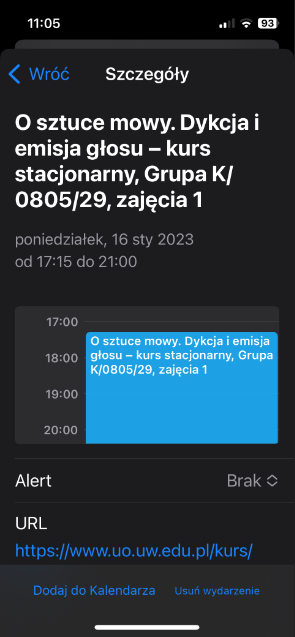 11:05
93
Wróć
Szczegóły
O sztuce mowy. Dykcja i
emisja głosu – kurs
stacjonarny, Grupa K/
0805/29, zajęcia 1
poniedziałek, 16 sty 2023
od 17:15 do 21:00
17:00
O sztuce mowy. Dykcja i emisja
głosu – kurs stacjonarny, Grupa
K/0805/29, zajęcia 1
18:00
19:00
20:00
Alert
Brak
URL
https://www.uo.uw.edu.pl/kurs/
Dodaj do Kalendarza
Usuń wydarzenie